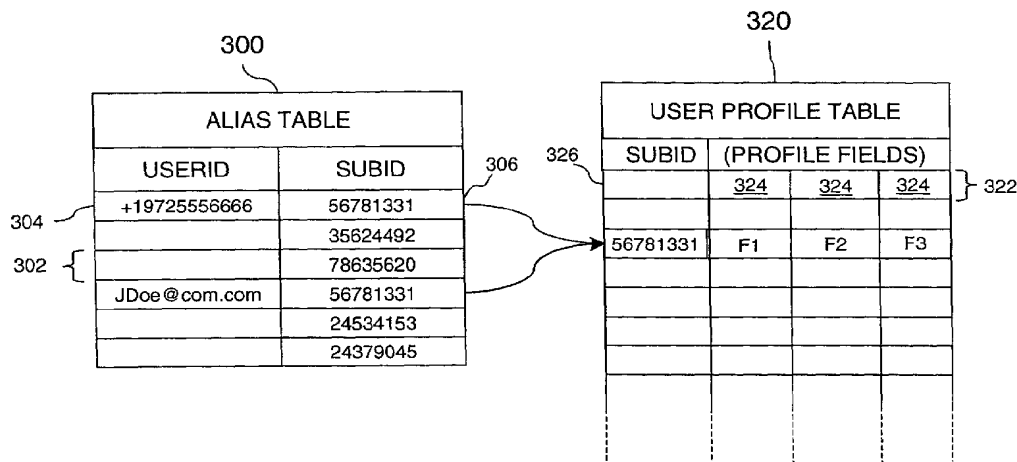 300
ALIAS TABLE
USERID SUBID
+19725556666 56781331
35624492
78635620
JDoe@com.com 56781331
24534153
24379045
304
302
306
320
USER PROFILE TABLE
SUBID (PROFILE FIELDS)
324 324 324
56781331 F1 F2 F3
326
322